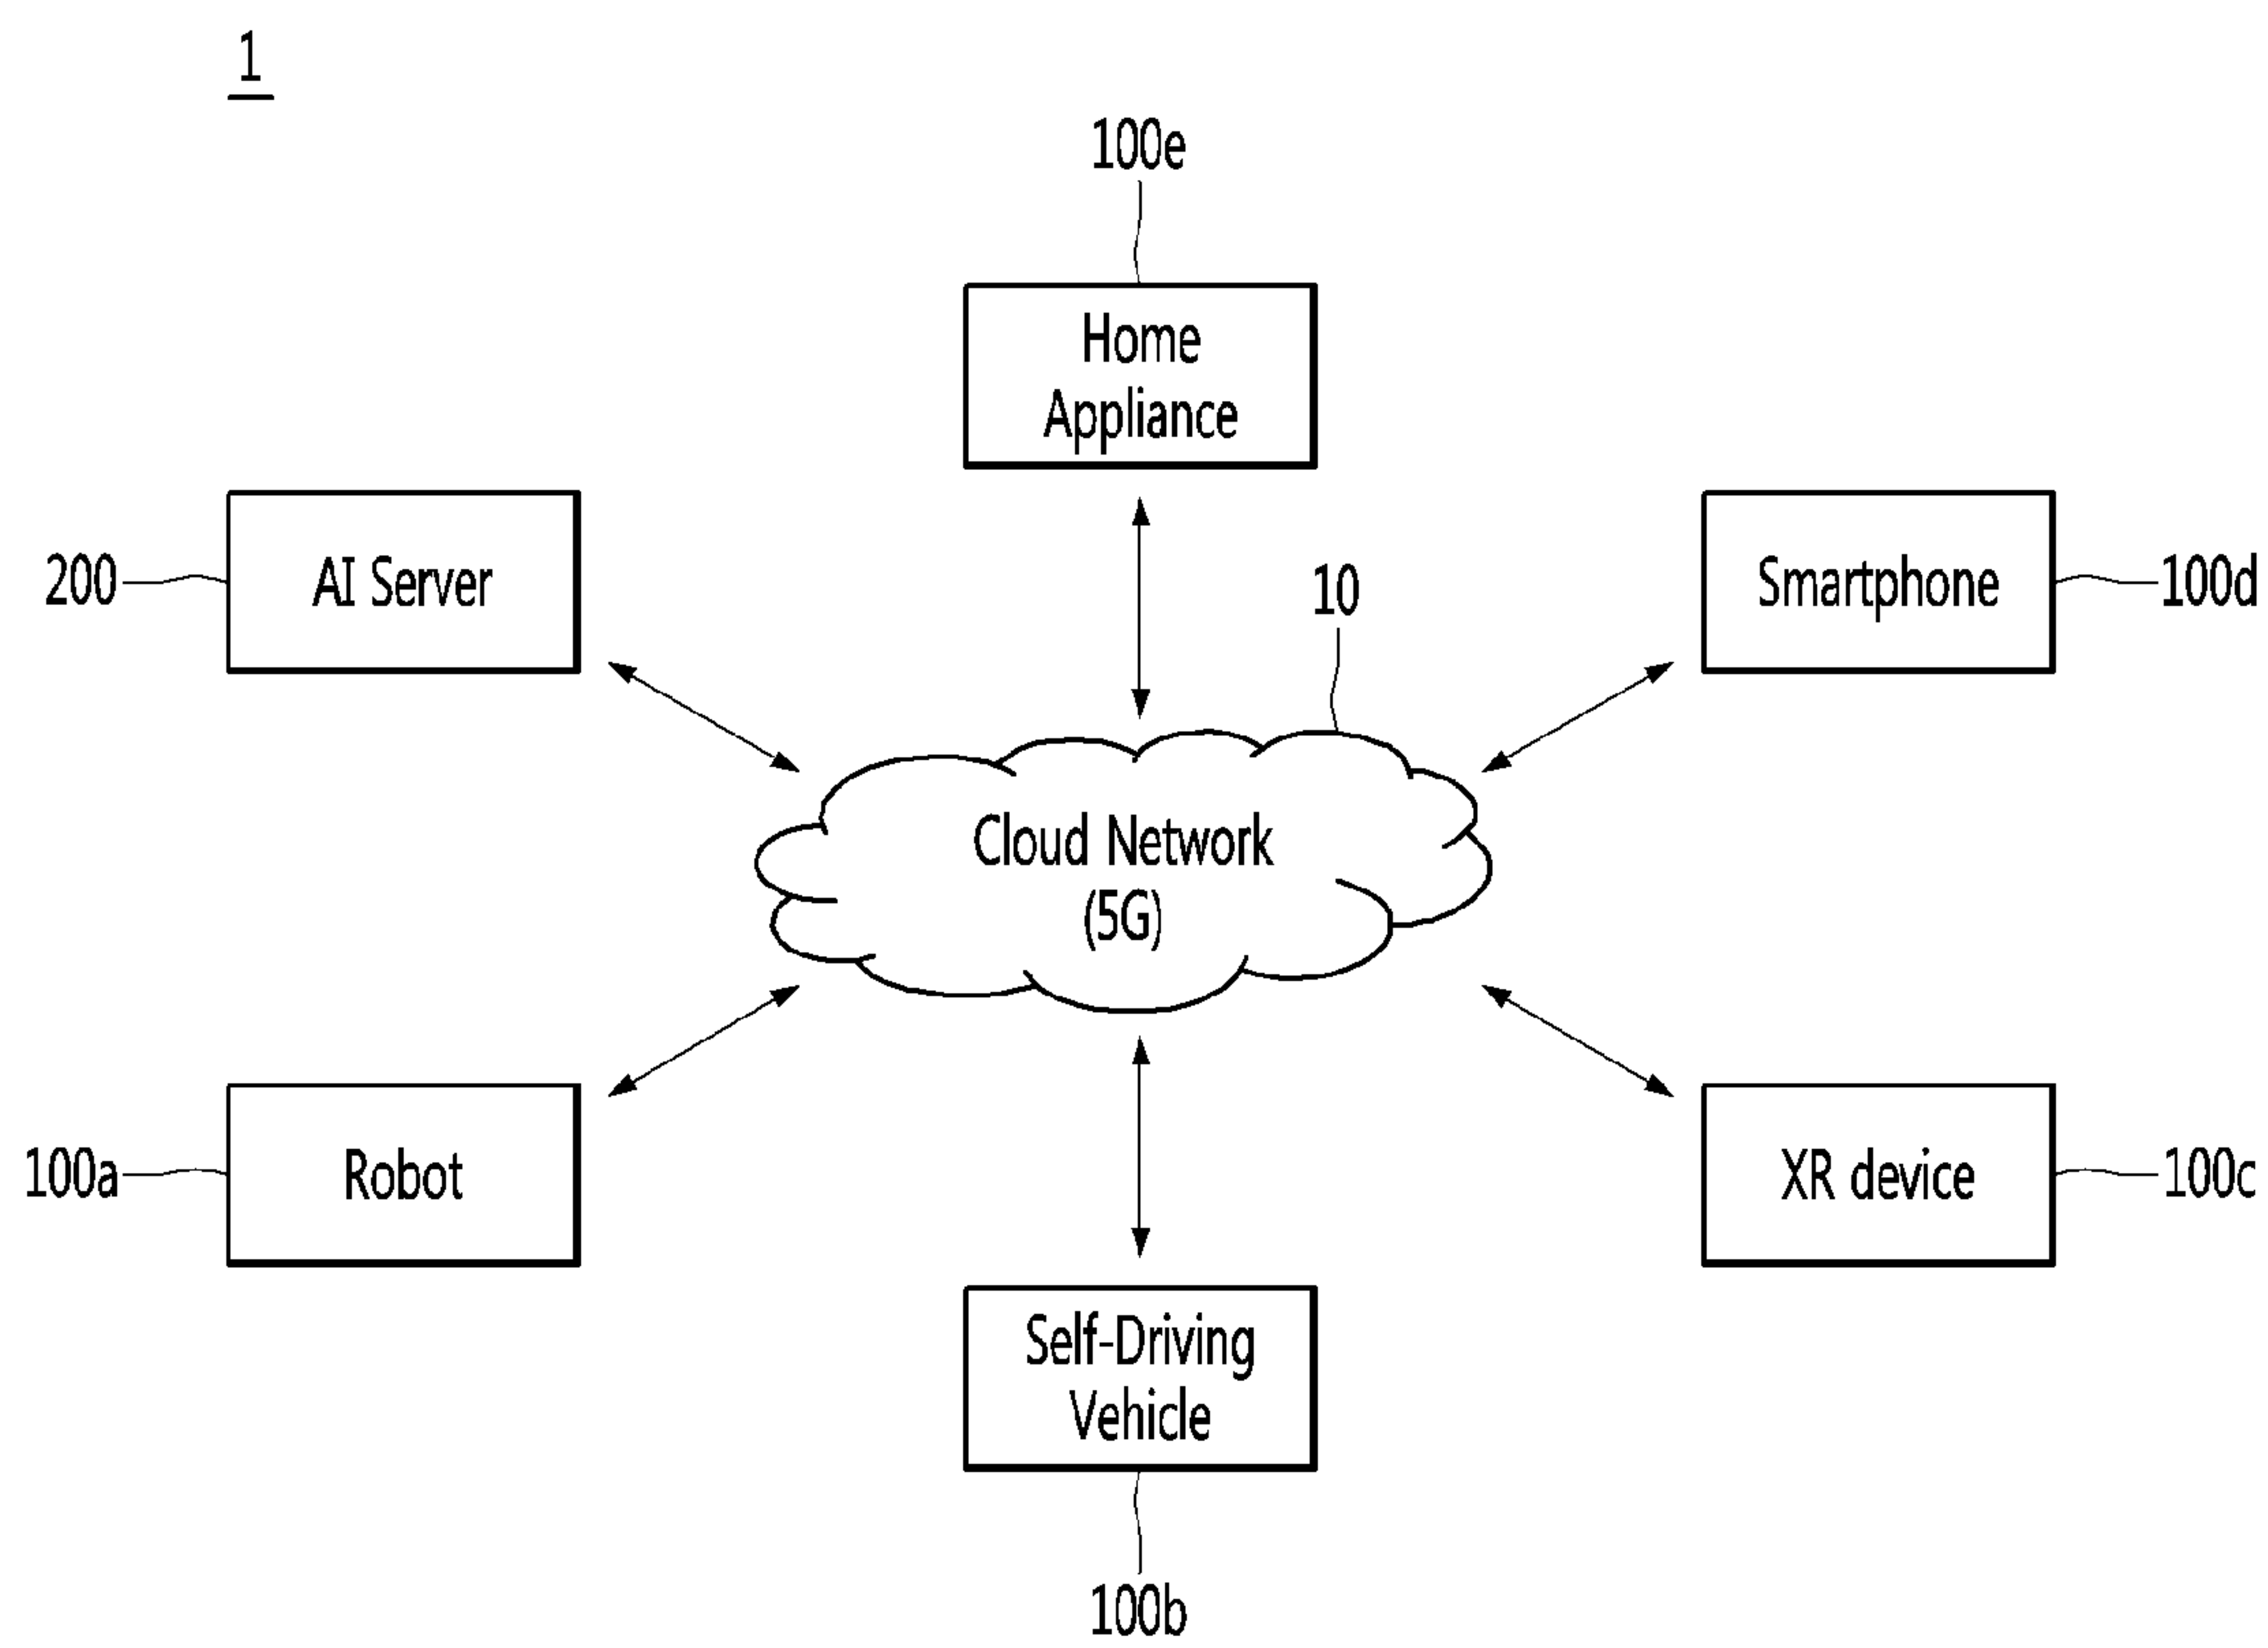 1
100e
Home
Appliance
200
AI Server
10
Smartphone
100d
Cloud Network
(5G)
100a
Robot
XR device
100c
Self-Driving
Vehicle
100b